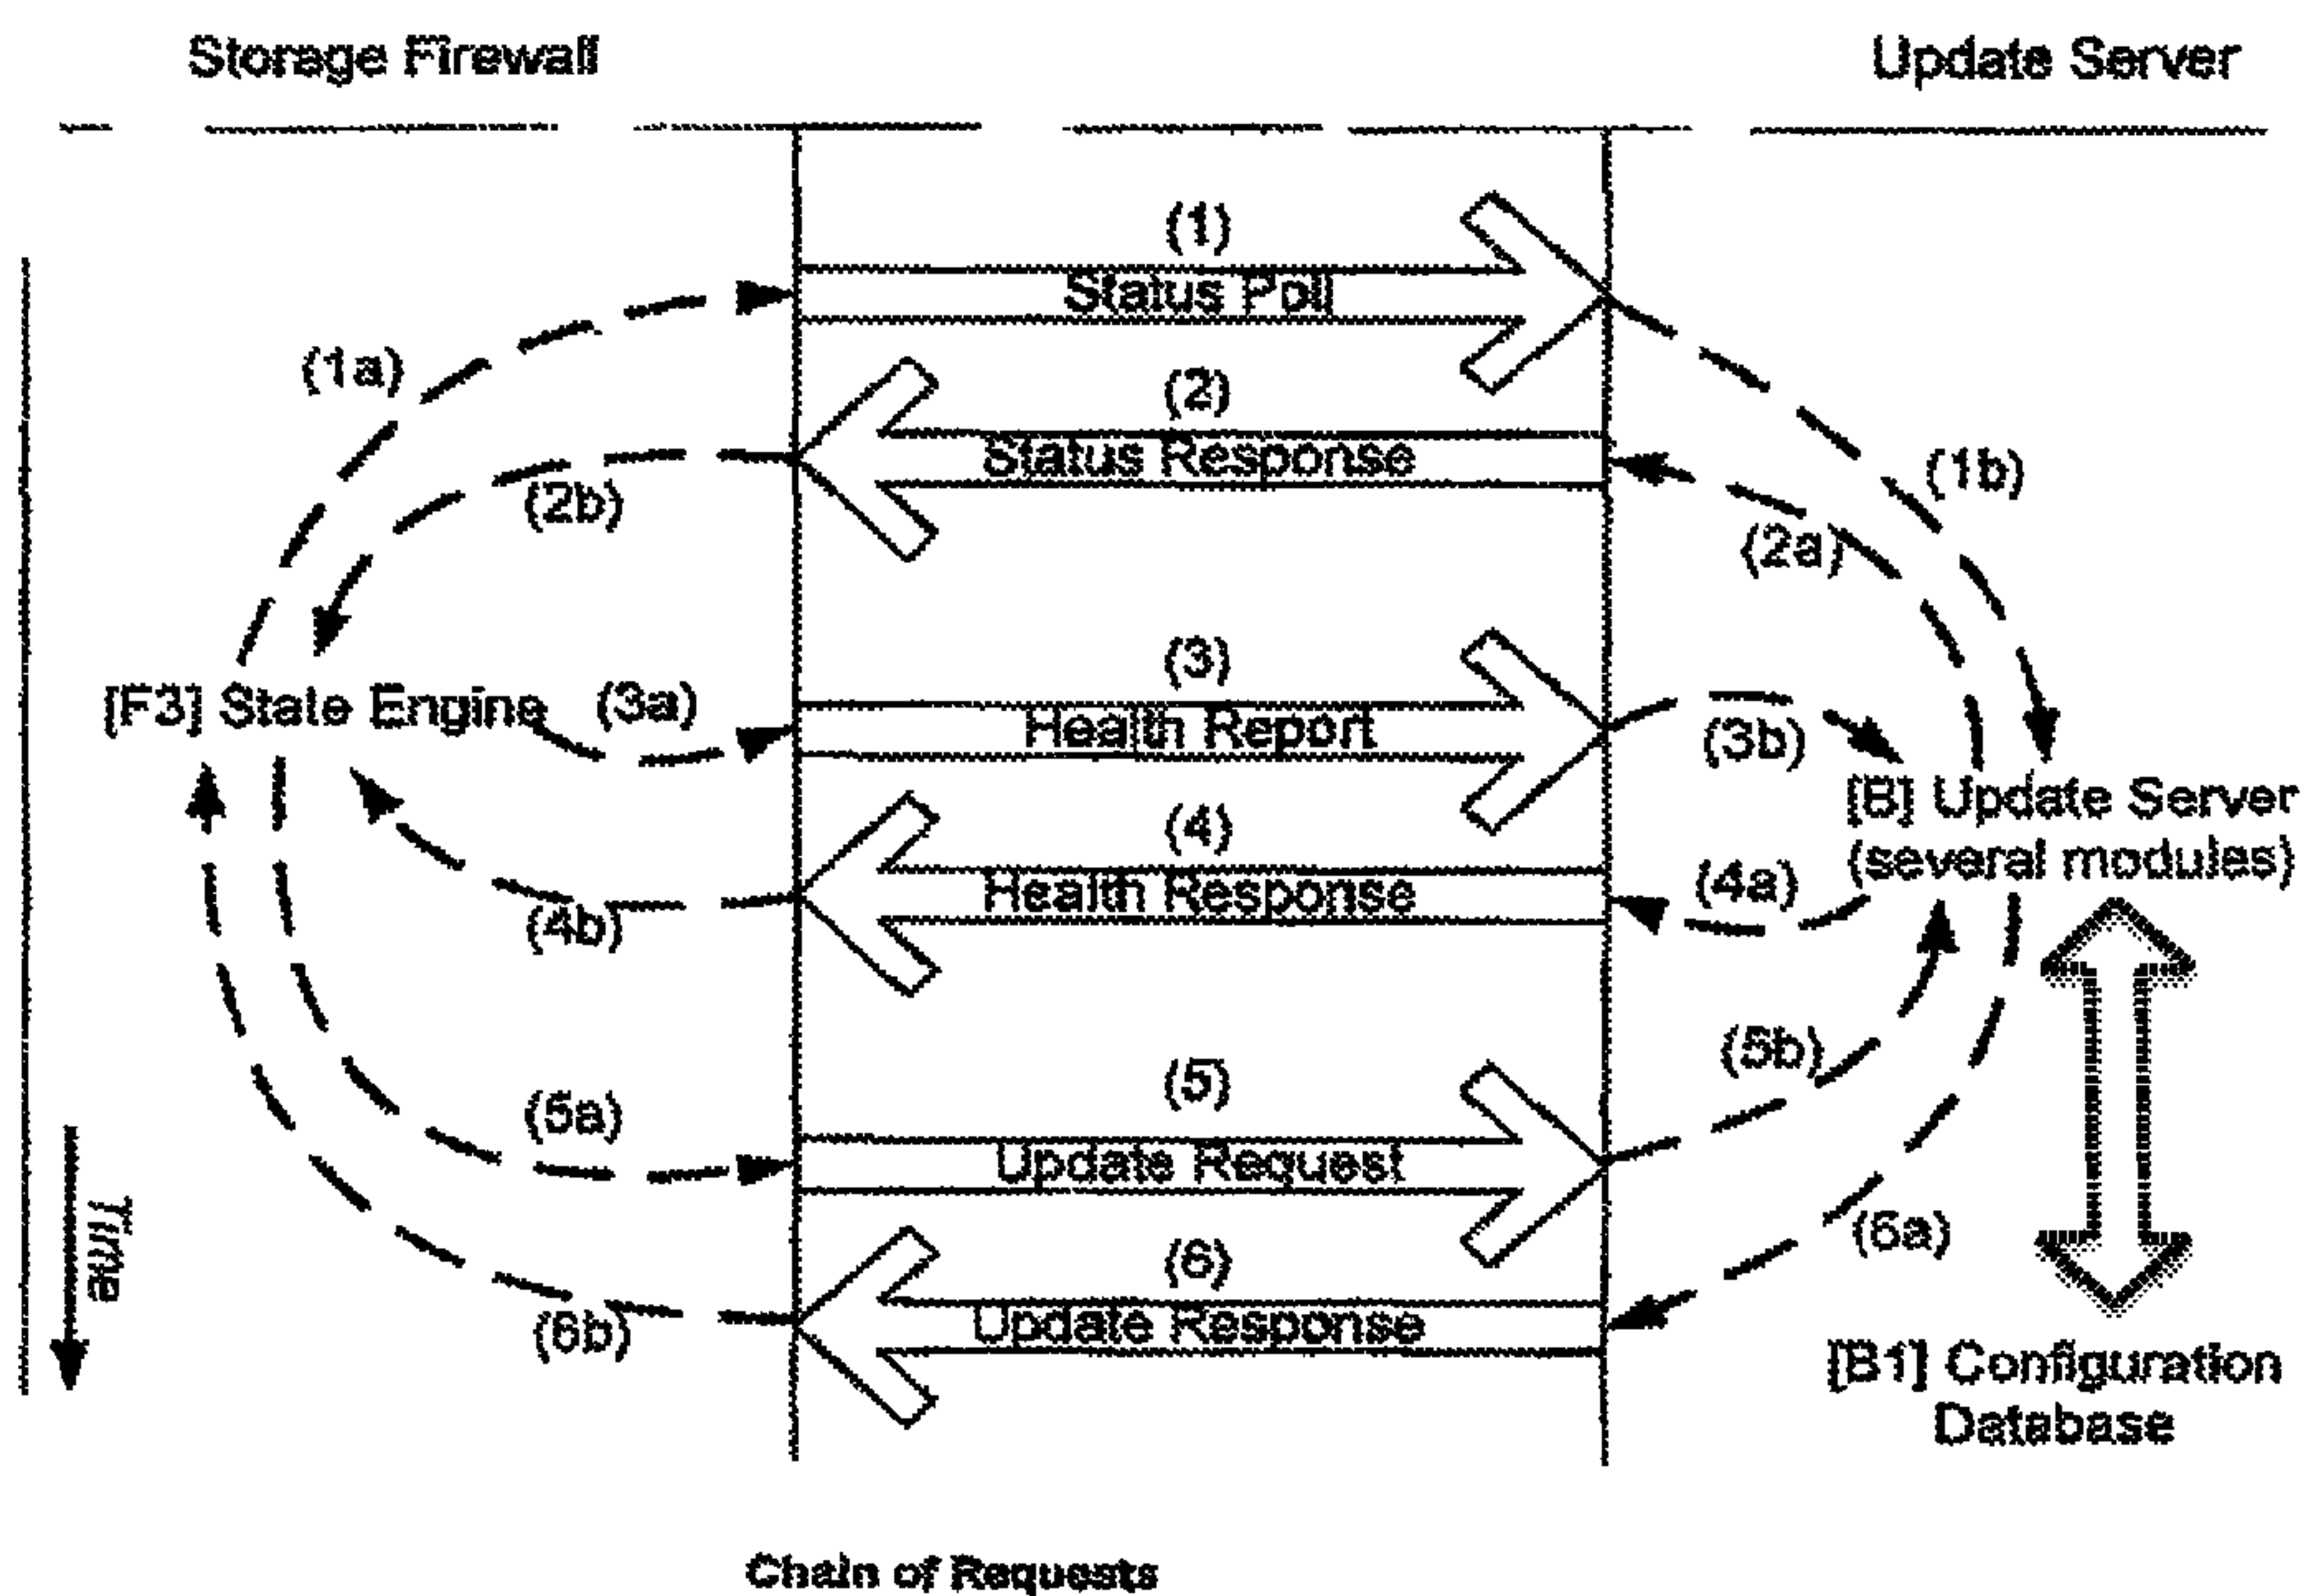 Storage Firewall
Update Server
(1)
Status Poll
(1a)
(2)
Status Response
(1b)
(2b)
(2a)
(3)
[F3] State Engine
(3a)
Health Report
(3b)
[B] Update Server
(several modules)
(4)
Health Response
(4a)
(4b)
(5)
(5b)
(5a)
Update Request
Time
(6)
(6a)
Update Response
(6b)
[B1] Configuration
Database
Chain of Requests